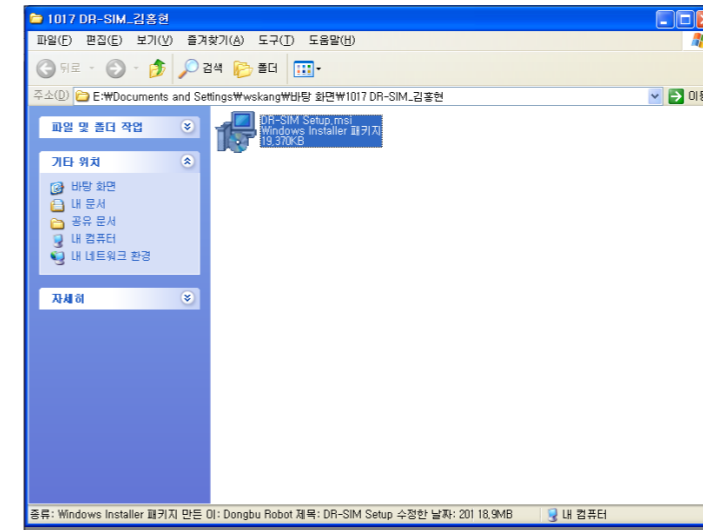 1017 DR-SIM_김홍현
파일(F) 편집(E) 보기(V) 즐겨찾기(A) 도구(T) 도움말(H)
뒤로 검색 폴더
주소(D) E:₩Documents and Settings₩wskang₩바탕 화면₩1017 DR-SIM_김홍현 이동
파일 및 폴더 작업
DR-SIM Setup.msi
Windows Installer 패키지
19,370KB
기타 위치
바탕 화면
내 문서
공유 문서
내 컴퓨터
내 네트워크 환경
자세히
종류: Windows Installer 패키지 만든 이: Dongbu Robot 제목: DR-SIM Setup 수정한 날짜: 201 18,9MB 내 컴퓨터